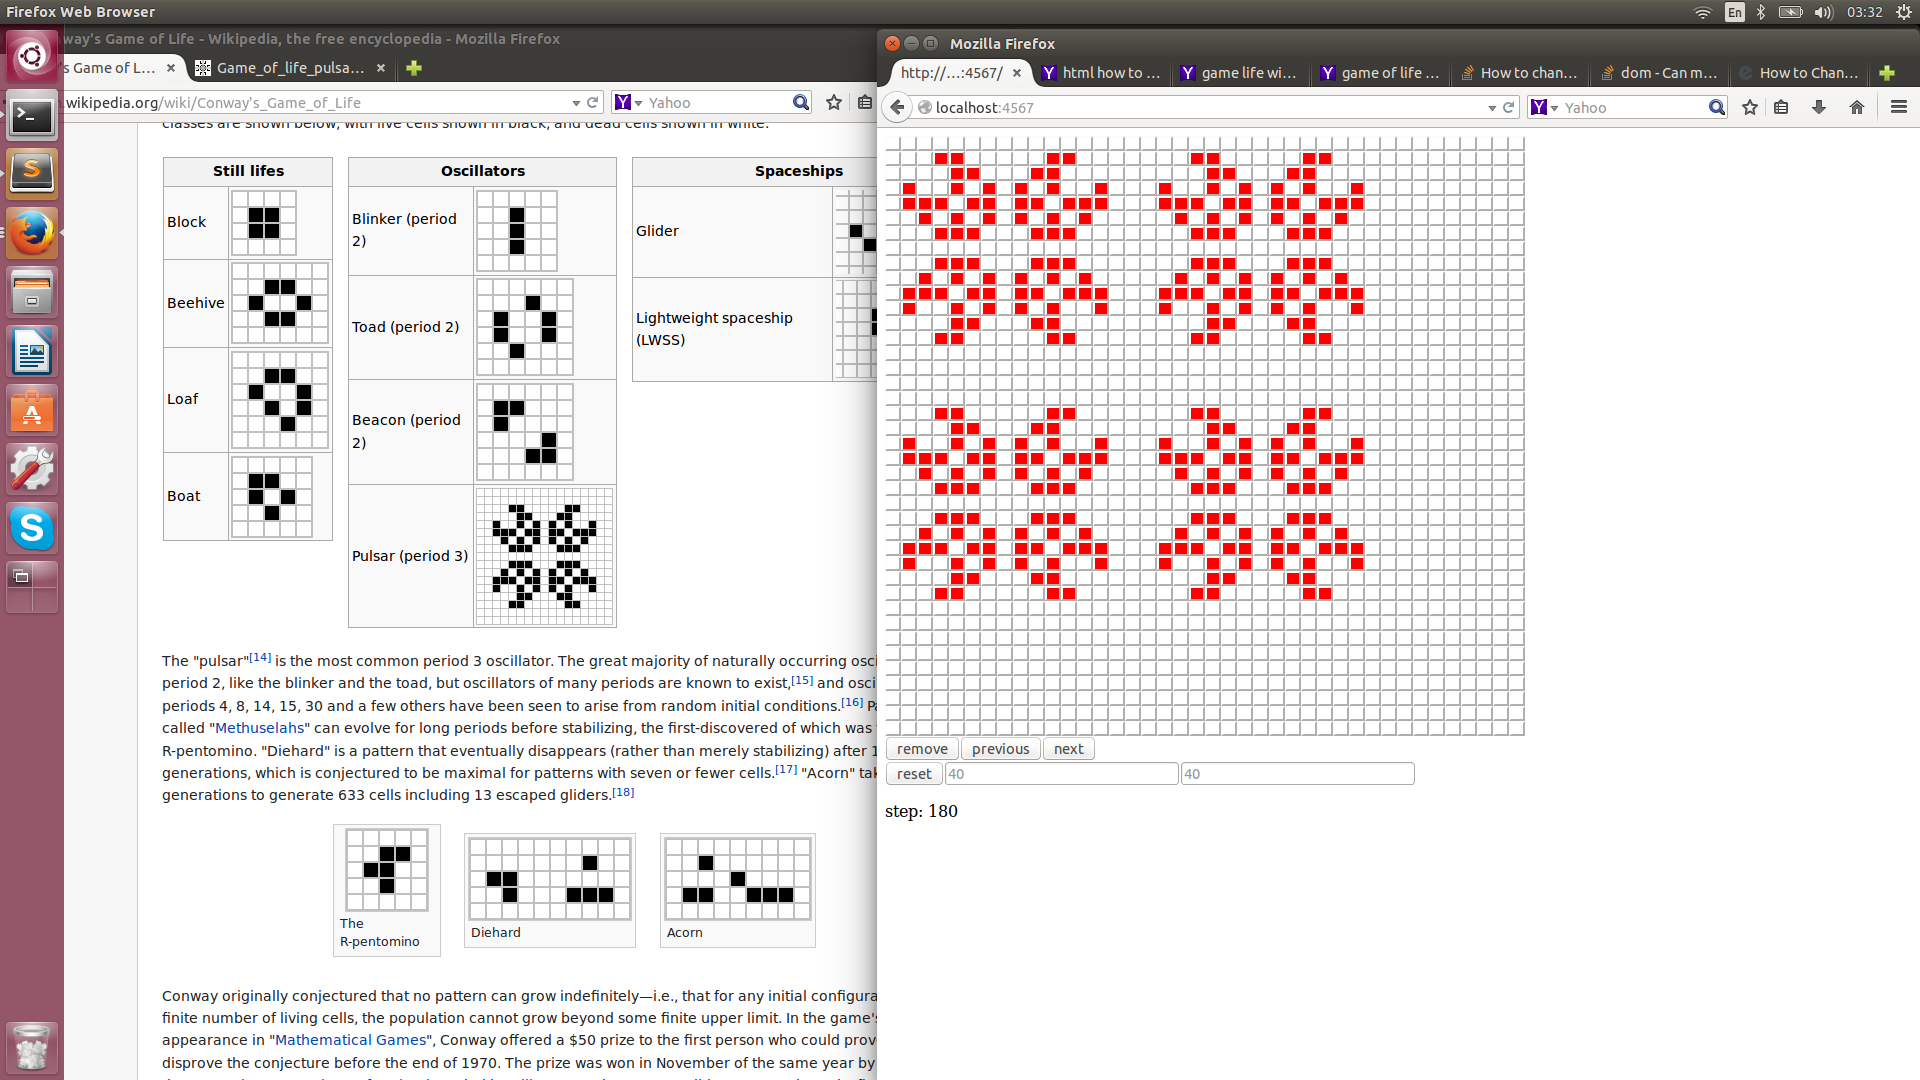 Firefox Web Browser
En
03:32
way's Game of Life - Wikipedia, the free encyclopedia - Mozilla Firefox
's Game of L...
Game_of_life_pulsa...
.wikipedia.org/wiki/Conway's_Game_of_Life
Yahoo
classes are shown below, with live cells shown in black, and dead cells shown in white.
Still lifes
Block
Beehive
Loaf
Boat
Oscillators
Blinker (period
2)
Toad (period 2)
Beacon (period
2)
Pulsar (period 3)
Spaceships
Glider
Lightweight spaceship
(LWSS)
The "pulsar"[14] is the most common period 3 oscillator. The great majority of naturally occurring osci
period 2, like the blinker and the toad, but oscillators of many periods are known to exist,[15] and osci
periods 4, 8, 14, 15, 30 and a few others have been seen to arise from random initial conditions.[16] P
called "Methuselahs" can evolve for long periods before stabilizing, the first-discovered of which was
R-pentomino. "Diehard" is a pattern that eventually disappears (rather than merely stabilizing) after 1
generations, which is conjectured to be maximal for patterns with seven or fewer cells.[17] "Acorn" tak
generations to generate 633 cells including 13 escaped gliders.[18]
The
R-pentomino
Diehard
Acorn
Conway originally conjectured that no pattern can grow indefinitely—i.e., that for any initial configura
finite number of living cells, the population cannot grow beyond some finite upper limit. In the game's
appearance in "Mathematical Games", Conway offered a $50 prize to the first person who could prov
disprove the conjecture before the end of 1970. The prize was won in November of the same year by
Mozilla Firefox
http://...:4567/
html how to ...
game life wi...
game of life ...
How to chan...
dom - Can m...
How to Chan...
localhost:4567
Yahoo
remove
previous
next
reset
40
40
step: 180